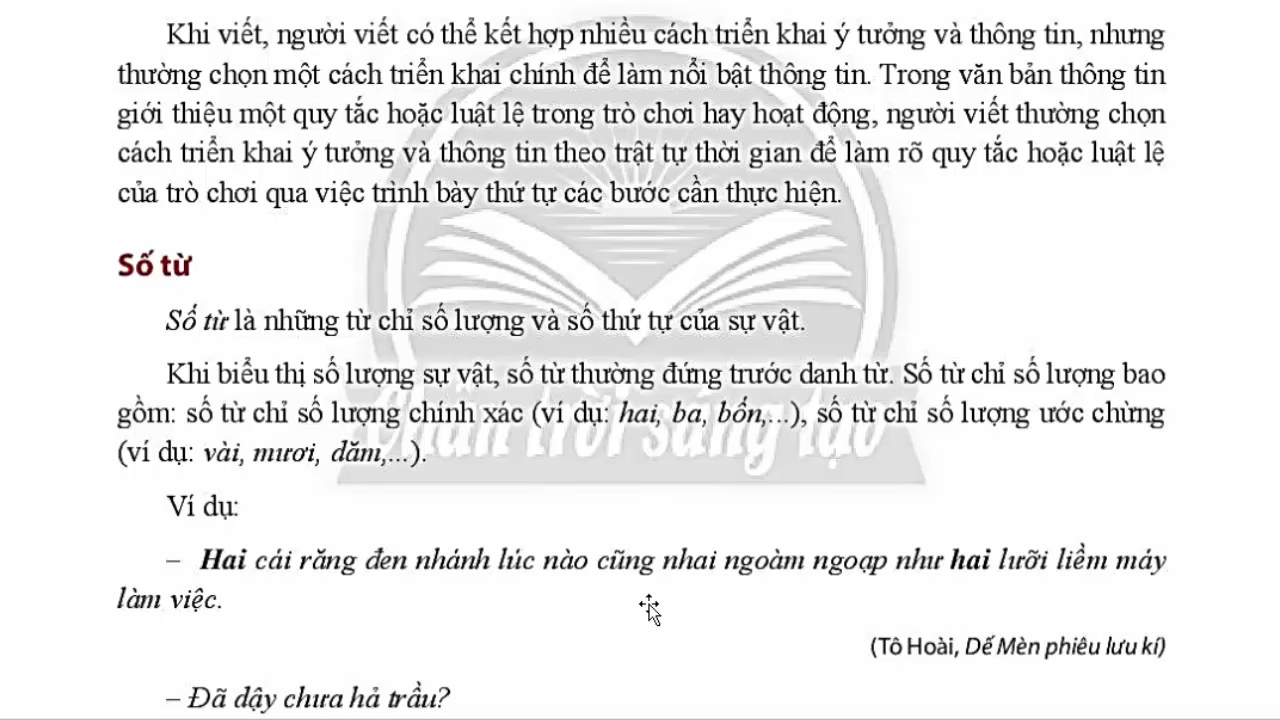 Khi viết, người viết có thể kết hợp nhiều cách triển khai ý tưởng và thông tin, nhưng
thường chọn một cách triển khai chính để làm nổi bật thông tin. Trong văn bản thông tin
giới thiệu một quy tắc hoặc luật lệ trong trò chơi hay hoạt động, người viết thường chọn
cách triển khai ý tưởng và thông tin theo trật tự thời gian để làm rõ quy tắc hoặc luật lệ
của trò chơi qua việc trình bày thứ tự các bước cần thực hiện.
Số từ
Số từ là những từ chỉ số lượng và số thứ tự của sự vật.
Khi biểu thị số lượng sự vật, số từ thường đứng trước danh từ. Số từ chỉ số lượng bao
gồm: số từ chỉ số lượng chính xác (ví dụ: hai, ba, bốn,...), số từ chỉ số lượng ước chừng
(ví dụ: vài, mươi, dăm,...).
Chân trời sáng tạo
Ví dụ:
– Hai cái răng đen nhánh lúc nào cũng nhai ngoàm ngoạp như hai lưỡi liềm máy
làm việc.
(Tô Hoài, Dế Mèn phiêu lưu kí)
– Đã dậy chưa hả trầu?